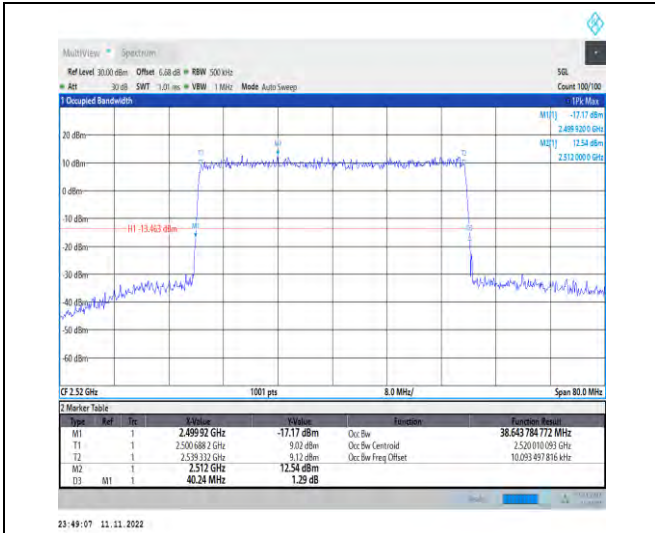 MultiView Spectrum
Ref Level 30.00 dBm Offset 6.68 dB RBW 500 kHz SGL
Att 30 dB SWT 1.01 ms VBW 1 MHz Mode Auto Sweep Count 100/100
1 Occupied Bandwidth 1Pk Max
M1[1] -17.17 dBm
2.499 920 0 GHz
M2[1] 12.54 dBm
2.512 000 0 GHz
20 dBm
10 dBm
0 dBm
-10 dBm
H1 -13.463 dBm
-20 dBm
-30 dBm
-40 dBm
-50 dBm
-60 dBm
M2
M1
CF 2.52 GHz 1001 pts 8.0 MHz/ Span 80.0 MHz
2 Marker Table
Type Ref Trc X-Value Y-Value Function Function Result
M1 1 2.499 92 GHz -17.17 dBm Occ Bw 38.643 784 772 MHz
T1 1 2.500 688 2 GHz 9.02 dBm Occ Bw Centroid 2.520 010 093 GHz
T2 1 2.539 332 GHz 9.12 dBm Occ Bw Freq Offset 10.093 497 816 kHz
M2 1 2.512 GHz 12.54 dBm
D3 M1 1 40.24 MHz 1.29 dB
23:49:07 11.11.2022